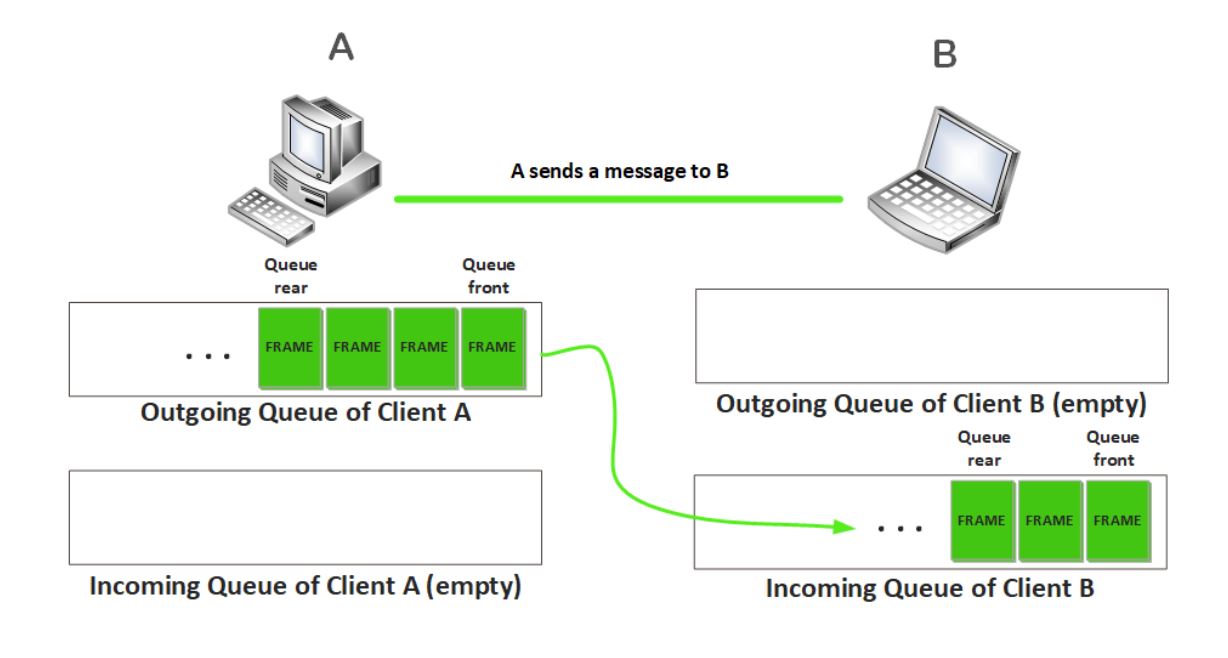 A
B
A sends a message to B
Queue
rear
Queue
front
. . .
FRAME
FRAME
FRAME
FRAME
Outgoing Queue of Client A
Outgoing Queue of Client B (empty)
Queue
rear
Queue
front
. . .
FRAME
FRAME
FRAME
Incoming Queue of Client A (empty)
Incoming Queue of Client B